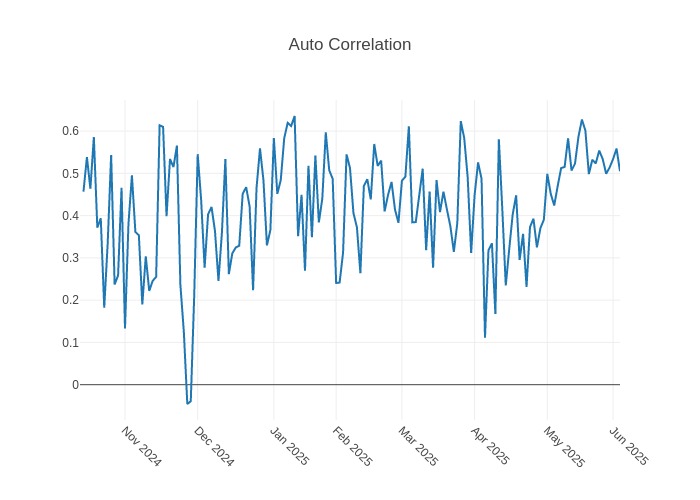 Auto Correlation
0.6
0.5
0.4
0.3
0.2
0.1
0
Nov 2024
Dec 2024
Jan 2025
Feb 2025
Mar 2025
Apr 2025
May 2025
Jun 2025